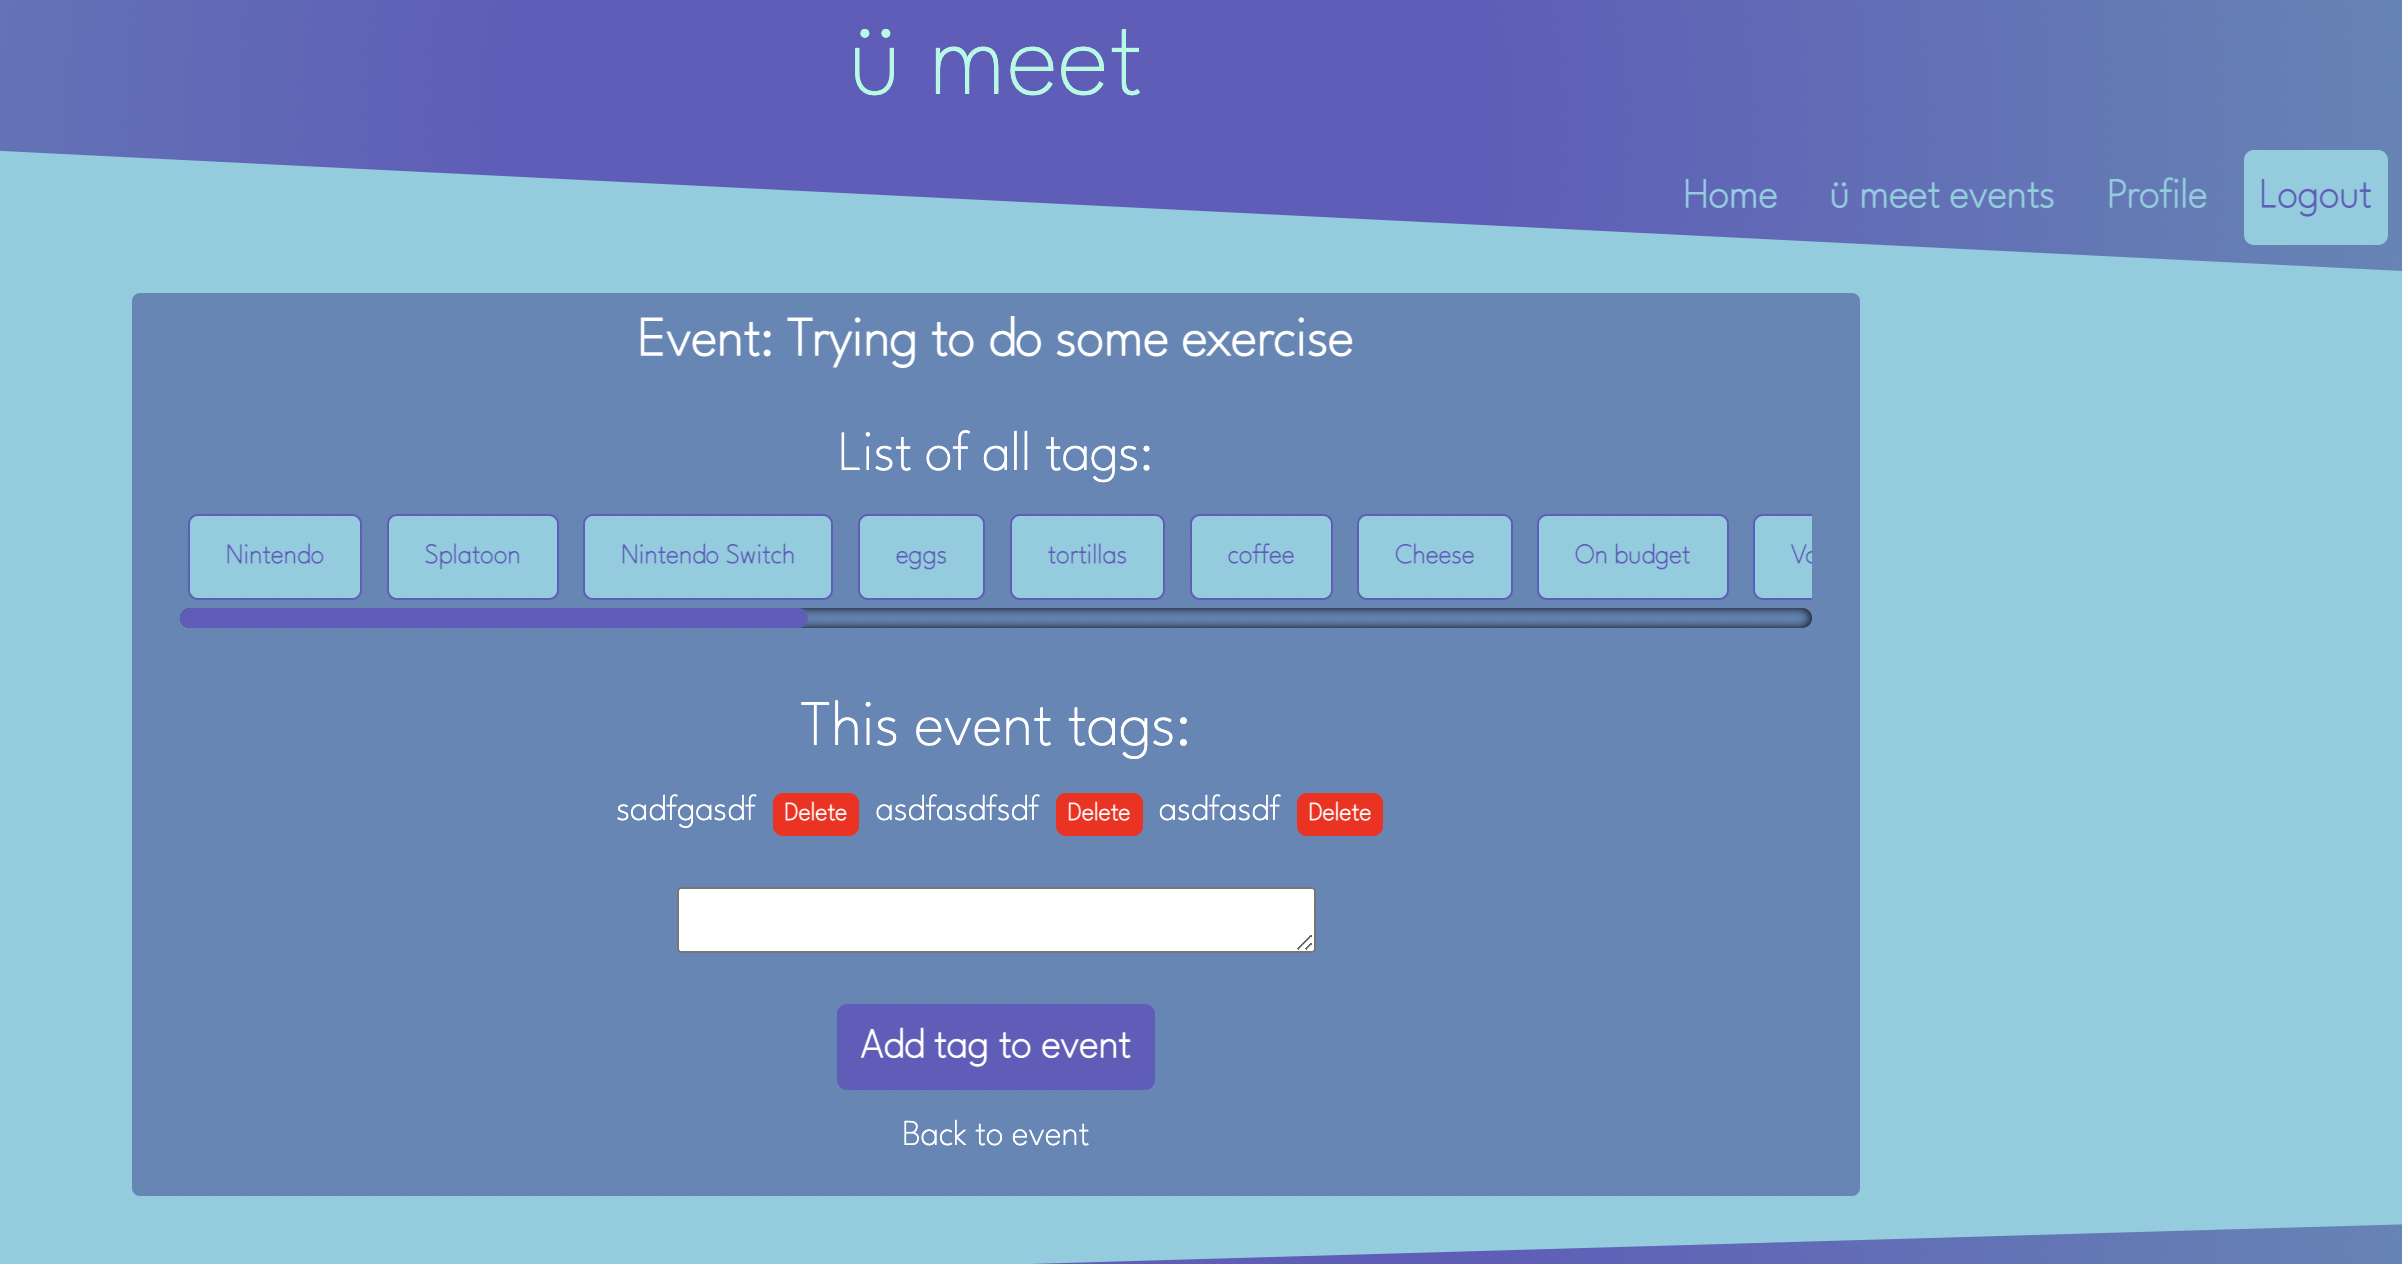 ü meet
Home ü meet events Profile Logout
Event: Trying to do some exercise
List of all tags:
Nintendo Splatoon Nintendo Switch eggs tortillas coffee Cheese On budget
This event tags:
sadfgasdf Delete asdfasdfsdf Delete asdfasdf Delete
Add tag to event
Back to event